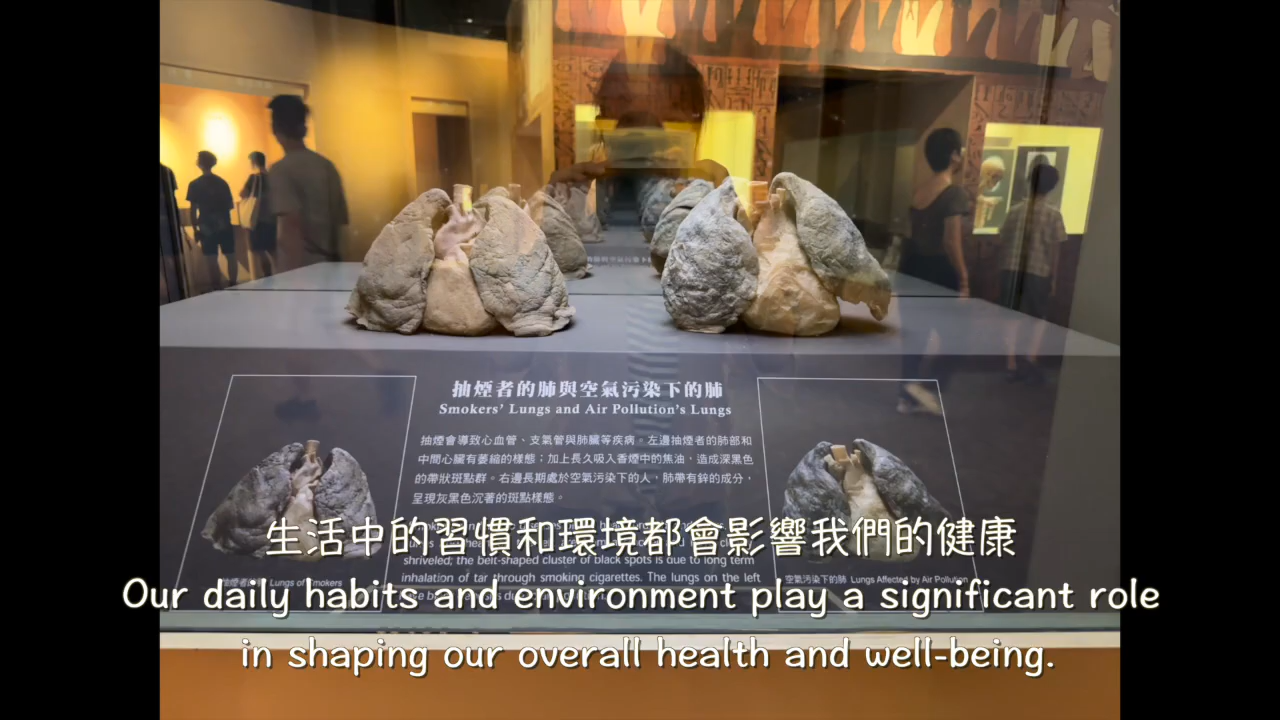 抽煙者的肺與空氣污染下的肺
Smokers' Lungs and Air Pollution's Lungs
抽煙會導致心血管、支氣管與肺臟等疾病。左邊抽煙者的肺部和
中間心臟有萎縮的樣態；加上長久吸入香煙中的焦油，造成深黑色
的帶狀斑點群。右邊長期處於空氣污染下的人，肺帶有鋅的成分，
呈現灰黑色沉著的斑點樣態。
shriveled; the belt-shaped cluster of black spots is due to long term
inhalation of tar through smoking cigarettes. The lungs on the left
Lungs of Smokers
空氣污染下的肺 Lungs Affected by Air Pollution
生活中的習慣和環境都會影響我們的健康
Our daily habits and environment play a significant role
in shaping our overall health and well-being.